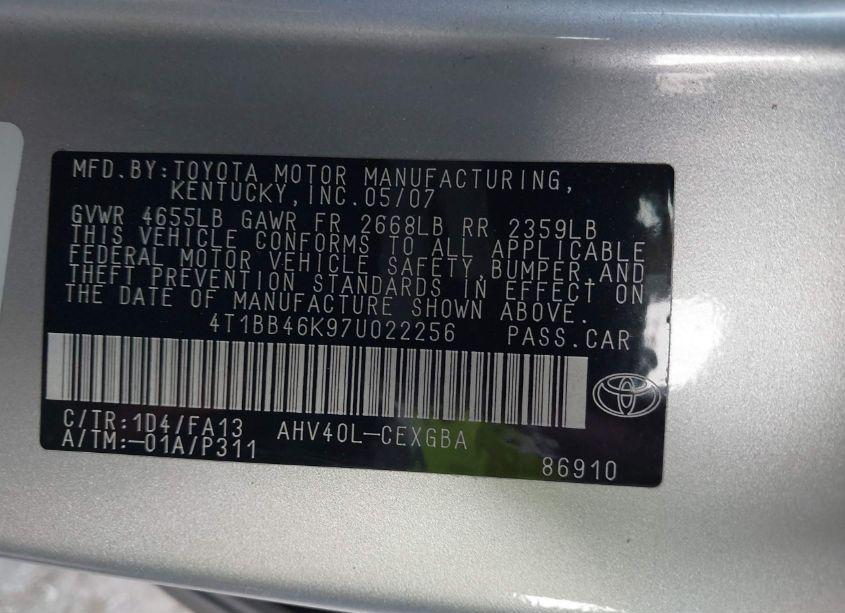 MFD.BY:TOYOTA MOTOR MANUFACTURING,
KENTUCKY,INC.05/07
GVWR 4655LB GAWR FR 2668LB RR 2359LB
THIS VEHICLE CONFORMS TO ALL APPLICABLE
FEDERAL MOTOR VEHICLE SAFETY,BUMPER,AND
THEFT PREVENTION STANDARDS IN EFFECT ON
THE DATE OF MANUFACTURE SHOWN ABOVE.
4T1BB46K97U022256 PASS.CAR
C/TR:1D4/FA13 AHV40L-CEXGBA
A/TM:-01A/P311
86910